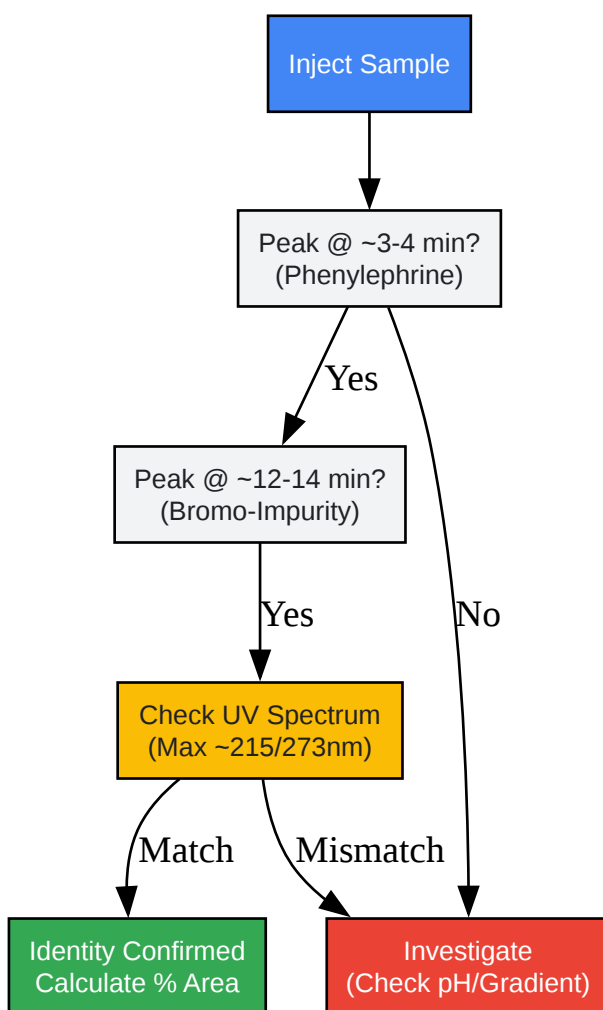 Inject Sample
Peak @ ~3-4 min?
(Phenylephrine)
Yes
Peak @ ~12-14 min?
(Bromo-Impurity)
Yes
No
Check UV Spectrum
(Max ~215/273nm)
Match
Mismatch
Identity Confirmed
Calculate % Area
Investigate
(Check pH/Gradient)